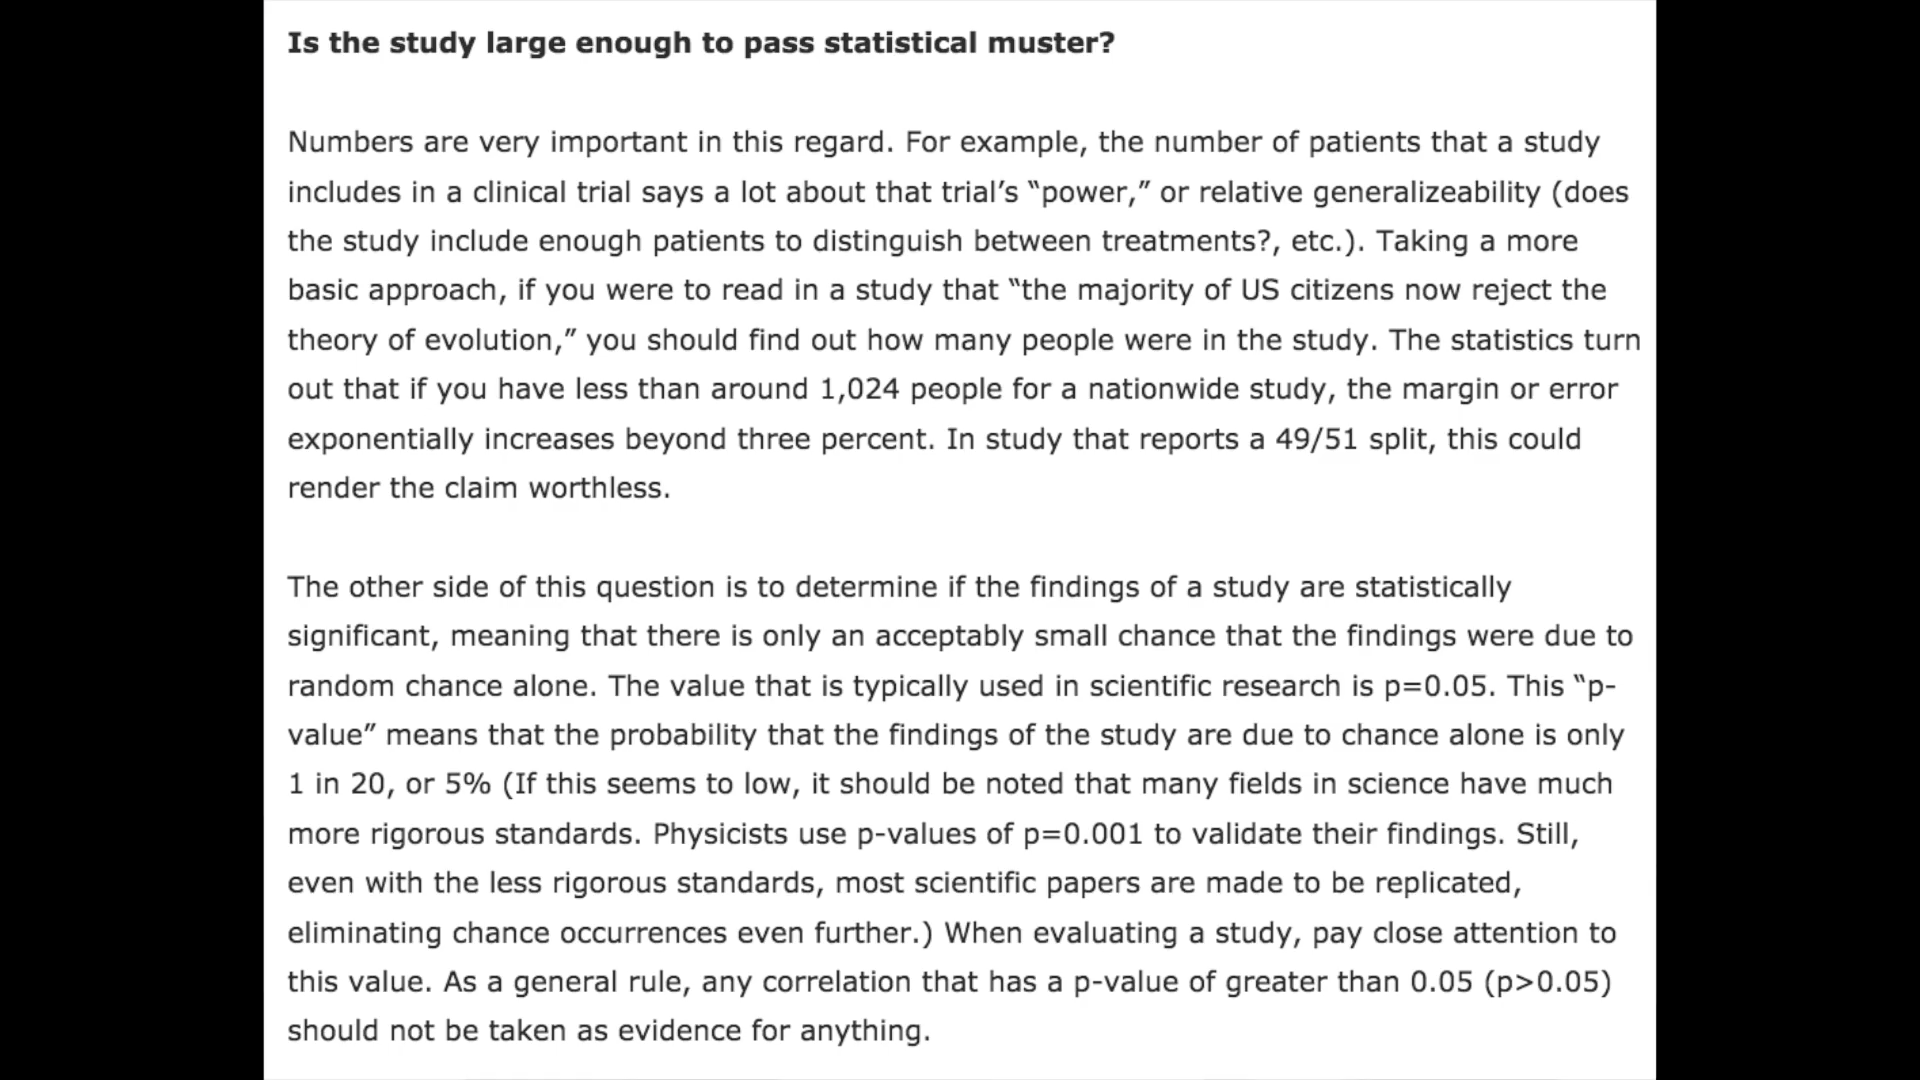 Is the study large enough to pass statistical muster?
Numbers are very important in this regard. For example, the number of patients that a study
includes in a clinical trial says a lot about that trial’s “power,” or relative generalizeability (does
the study include enough patients to distinguish between treatments?, etc.). Taking a more
basic approach, if you were to read in a study that “the majority of US citizens now reject the
theory of evolution,” you should find out how many people were in the study. The statistics turn
out that if you have less than around 1,024 people for a nationwide study, the margin or error
exponentially increases beyond three percent. In study that reports a 49/51 split, this could
render the claim worthless.
The other side of this question is to determine if the findings of a study are statistically
significant, meaning that there is only an acceptably small chance that the findings were due to
random chance alone. The value that is typically used in scientific research is p=0.05. This “p-
value” means that the probability that the findings of the study are due to chance alone is only
1 in 20, or 5% (If this seems to low, it should be noted that many fields in science have much
more rigorous standards. Physicists use p-values of p=0.001 to validate their findings. Still,
even with the less rigorous standards, most scientific papers are made to be replicated,
eliminating chance occurrences even further.) When evaluating a study, pay close attention to
this value. As a general rule, any correlation that has a p-value of greater than 0.05 (p>0.05)
should not be taken as evidence for anything.